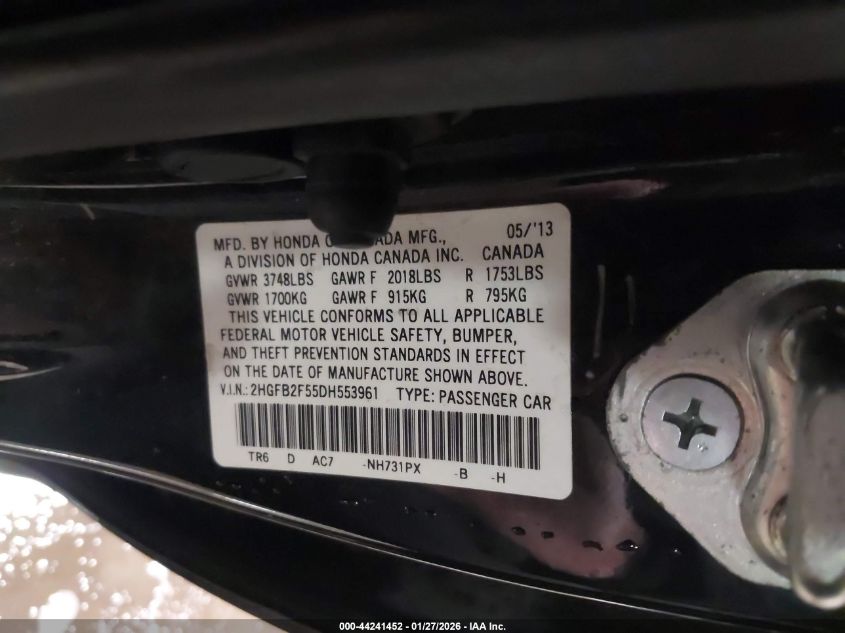 MFD. BY HONDA C ADA MFG., 05/'13
A DIVISION OF HONDA CANADA INC. CANADA
GVWR 3748LBS GAWR F 2018LBS R 1753LBS
GVWR 1700KG GAWR F 915KG R 795KG
THIS VEHICLE CONFORMS TO ALL APPLICABLE
FEDERAL MOTOR VEHICLE SAFETY, BUMPER,
AND THEFT PREVENTION STANDARDS IN EFFECT
ON THE DATE OF MANUFACTURE SHOWN ABOVE.
V.I.N.: 2HGFB2F55DH553961 TYPE: PASSENGER CAR
TR6 D AC7 -NH731PX -B -H
000-44241452 - 01/27/2026 - IAA Inc.